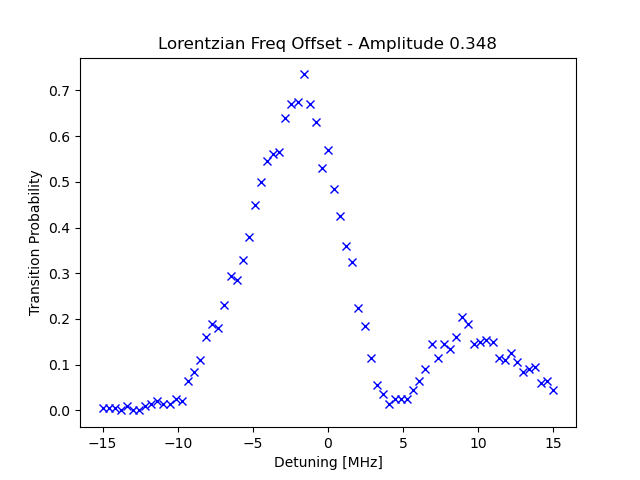 Lorentzian Freq Offset - Amplitude 0.348
Transition Probability
0.7
0.6
0.5
0.4
0.3
0.2
0.1
0.0
−15 −10 −5 0 5 10 15
Detuning [MHz]